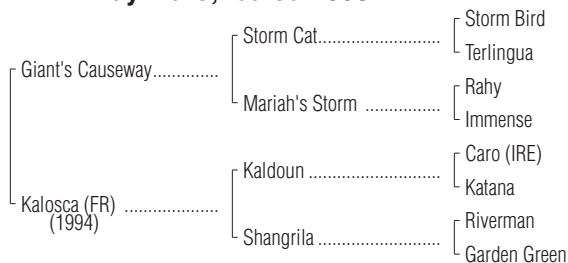 Storm Bird
Storm Cat..........................
Terlingua
Giant's Causeway..............
Rahy
Mariah's Storm ................
Immense
Caro (IRE)
Kaldoun ............................
Katana
Kalosca (FR) ....................
(1994)
Riverman
Shangrila ..........................
Garden Green